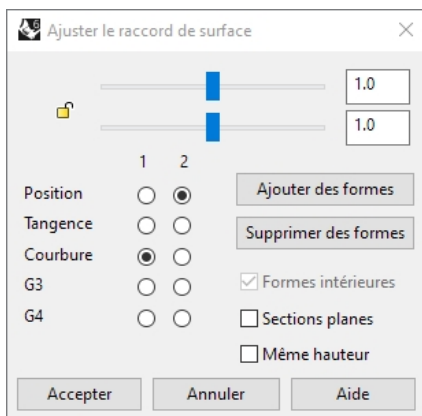 Ajuster le raccord de surface
1.0
1.0
1 2
Position
Tangence
Courbure
G3
G4
Ajouter des formes
Supprimer des formes
Formes intérieures
Sections planes
Même hauteur
Accepter Annuler Aide